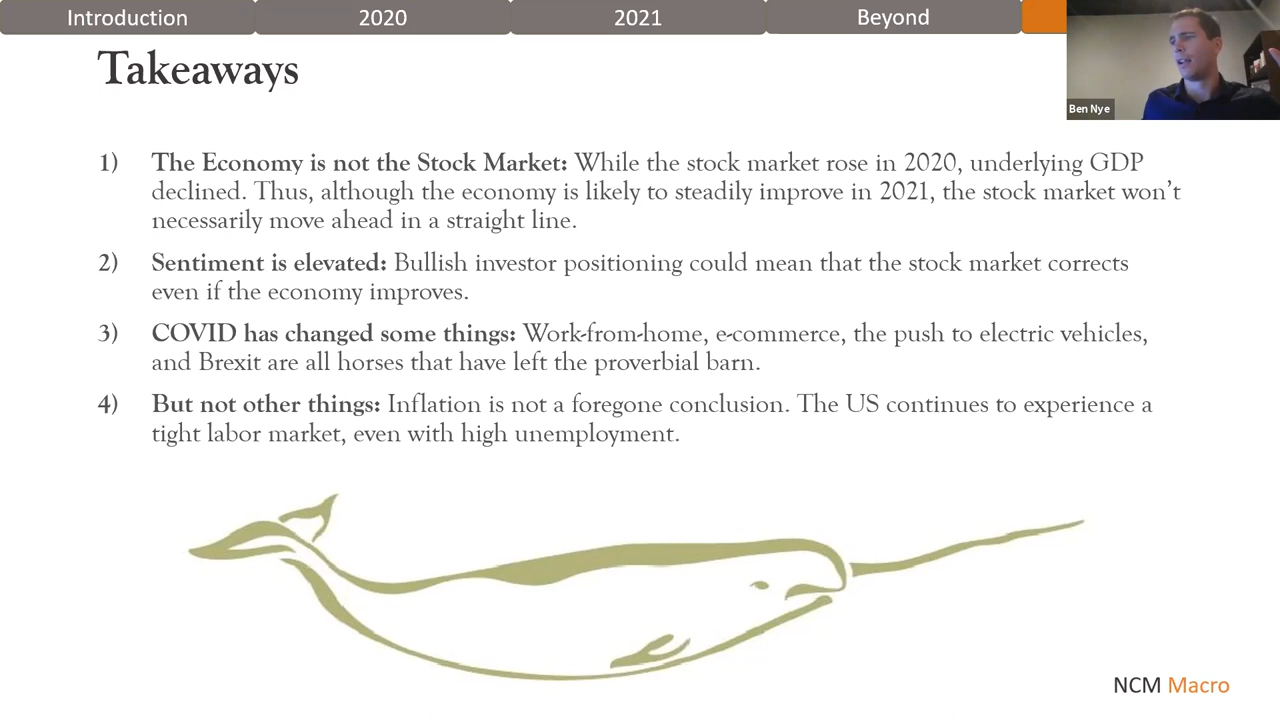 Introduction
2020
2021
Beyond
Ben Nye
Takeaways
1) The Economy is not the Stock Market: While the stock market rose in 2020, underlying GDP
declined. Thus, although the economy is likely to steadily improve in 2021, the stock market won’t
necessarily move ahead in a straight line.
2) Sentiment is elevated: Bullish investor positioning could mean that the stock market corrects
even if the economy improves.
3) COVID has changed some things: Work-from-home, e-commerce, the push to electric vehicles,
and Brexit are all horses that have left the proverbial barn.
4) But not other things: Inflation is not a foregone conclusion. The US continues to experience a
tight labor market, even with high unemployment.
NCM Macro